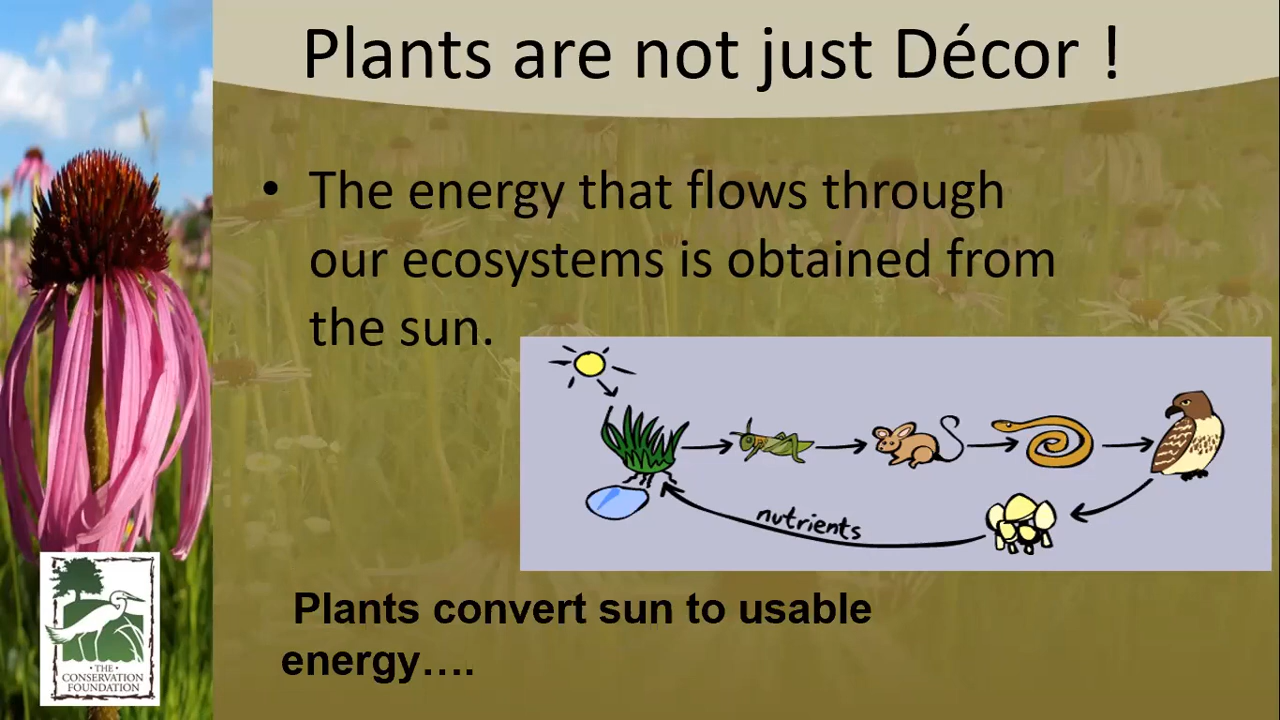 Plants are not just Décor !
• The energy that flows through
our ecosystems is obtained from
the sun.
nutrients
Plants convert sun to usable
energy….
· THE ·
CONSERVATION
FOUNDATION